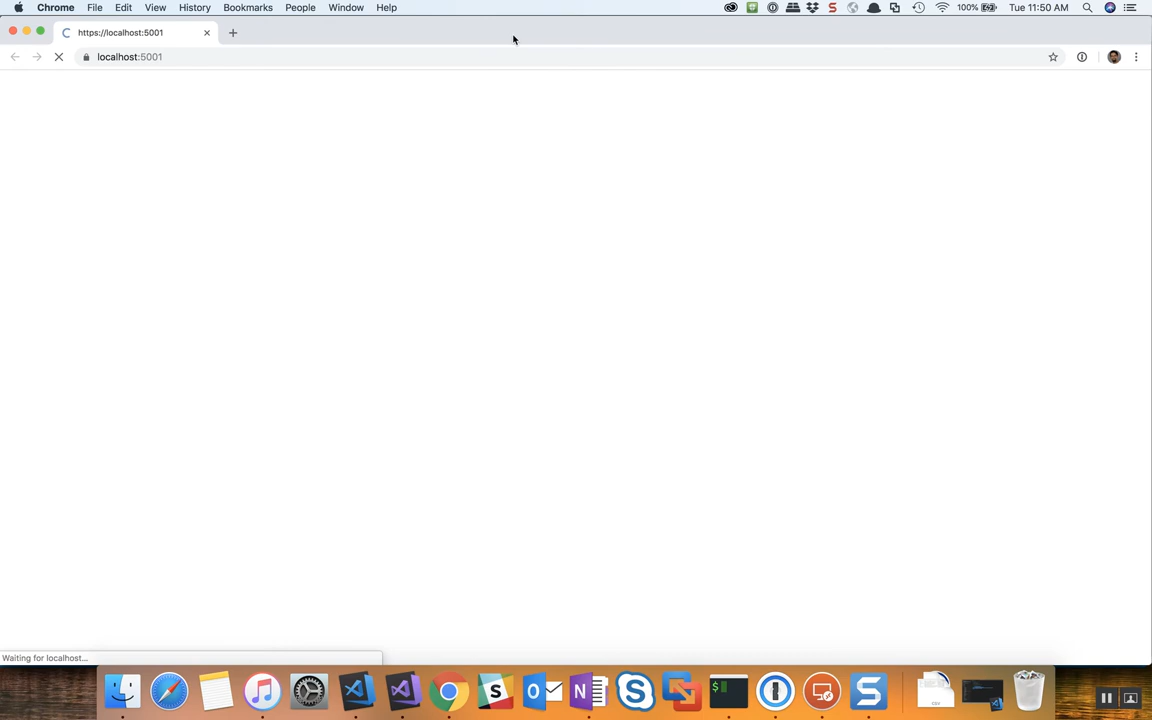 Chrome File Edit View History Bookmarks People Window Help 100% Tue 11:50 AM
https://localhost:5001
localhost:5001
Waiting for localhost...